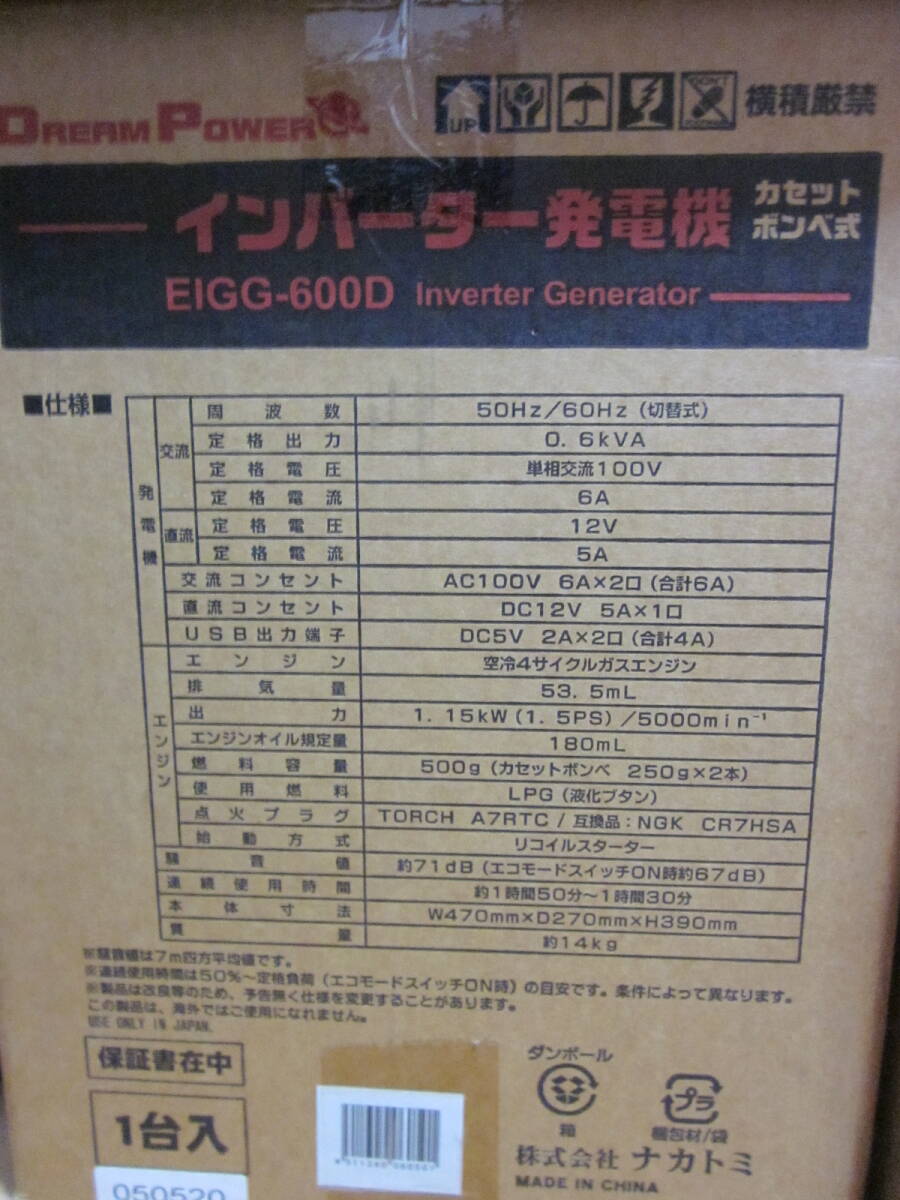 DREAM POWER
UP
横積厳禁
インバーター発電機 カセットボンベ式
EIGG-600D Inverter Generator
■仕様■
発電機
交流
周波数 50Hz/60Hz (切替式)
定格出力 0.6kVA
定格電圧 単相交流100V
定格電流 6A
直流
定格電圧 12V
定格電流 5A
交流コンセント AC100V 6A×2口 (合計6A)
直流コンセント DC12V 5A×1口
USB出力端子 DC5V 2A×2口 (合計4A)
エンジン
エンジン 空冷4サイクルガスエンジン
排気量 53.5mL
出力 1.15kW (1.5PS) /5000min⁻¹
エンジンオイル規定量 180mL
燃料容量 500g (カセットボンベ 250g×2本)
使用燃料 LPG (液化ブタン)
点火プラグ TORCH A7RTC / 互換品:NGK CR7HSA
始動方式 リコイルスターター
騒音値 約71dB (エコモードスイッチON時約67dB)
連続使用時間 約1時間50分~1時間30分
本体寸法 W470mm×D270mm×H390mm
質量 約14kg
※騒音値は7m四方平均値です。
※連続使用時間は50%~定格負荷 (エコモードスイッチON時) の目安です。条件によって異なります。
※製品は改良等のため、予告無く仕様を変更することがあります。
この製品は、海外ではご使用になれません。
USE ONLY IN JAPAN.
保証書在中
1台入
050520
ダンボール
箱
プラ
梱包材/袋
株式会社 ナカトミ
MADE IN CHINA